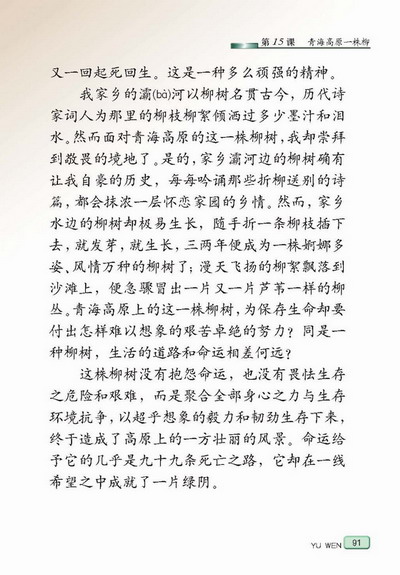 第15课 青海高原一株柳
又一回起死回生。这是一种多么顽强的精神。
我家乡的灞(bà)河以柳树名贯古今，历代诗
家词人为那里的柳枝柳絮倾洒过多少墨汁和泪
水。然而面对青海高原的这一株柳树，我却崇拜
到敬畏的境地了。是的，家乡灞河边的柳树确有
让我自豪的历史，每每吟诵那些折柳送别的诗
篇，都会抹浓一层怀恋家园的乡情。然而，家乡
水边的柳树却极易生长，随手折一条柳枝插下
去，就发芽，就生长，三两年便成为一株婀娜多
姿、风情万种的柳树了；漫天飞扬的柳絮飘落到
沙滩上，便急骤冒出一片又一片芦苇一样的柳
丛。青海高原上的这一株柳树，为保存生命却要
付出怎样难以想象的艰苦卓绝的努力？同是一
种柳树，生活的道路和命运相差何远？
这株柳树没有抱怨命运，也没有畏怯生存
之危险和艰难，而是聚合全部身心之力与生存
环境抗争，以超乎想象的毅力和韧劲生存下来，
终于造成了高原上的一方壮丽的风景。命运给
予它的几乎是九十九条死亡之路，它却在一线
希望之中成就了一片绿阴。
YU WEN 91